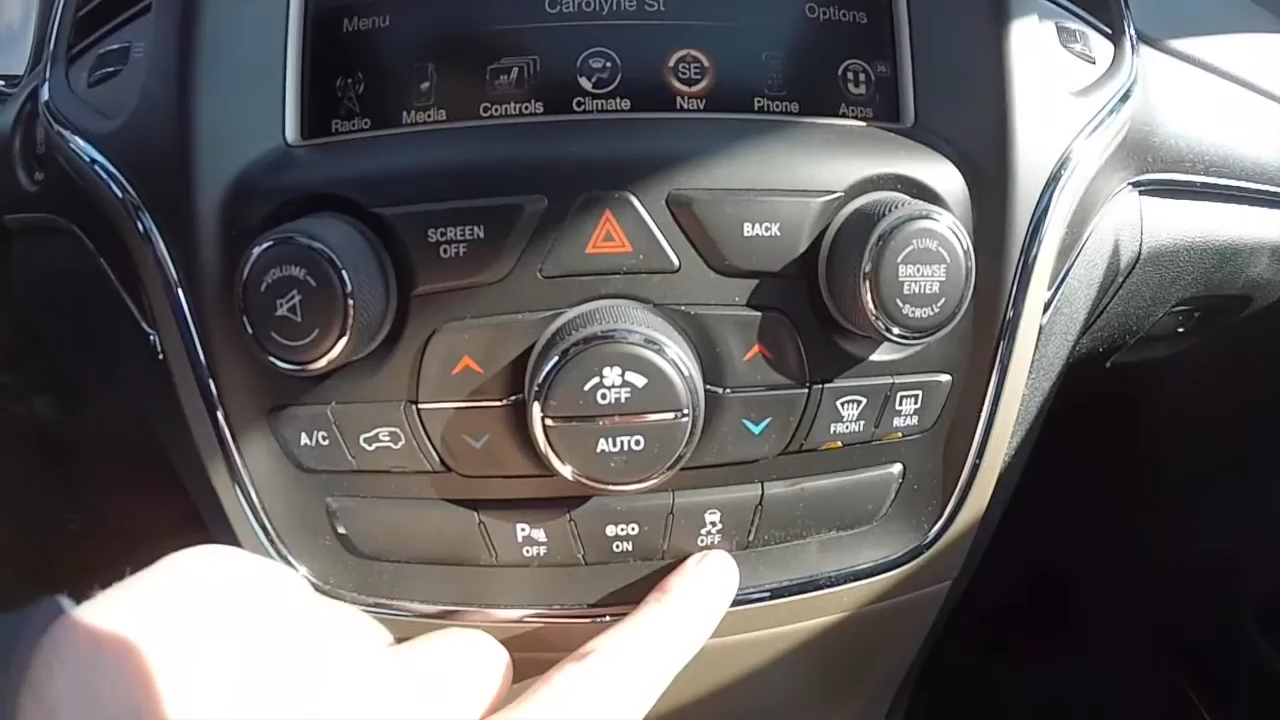 Carolyne St
Menu
Options
Radio
Media
Controls
Climate
SE
Nav
Phone
Apps
SCREEN
OFF
BACK
VOLUME
TUNE
BROWSE
ENTER
SCROLL
OFF
AUTO
A/C
FRONT
REAR
P
OFF
eco
ON
OFF